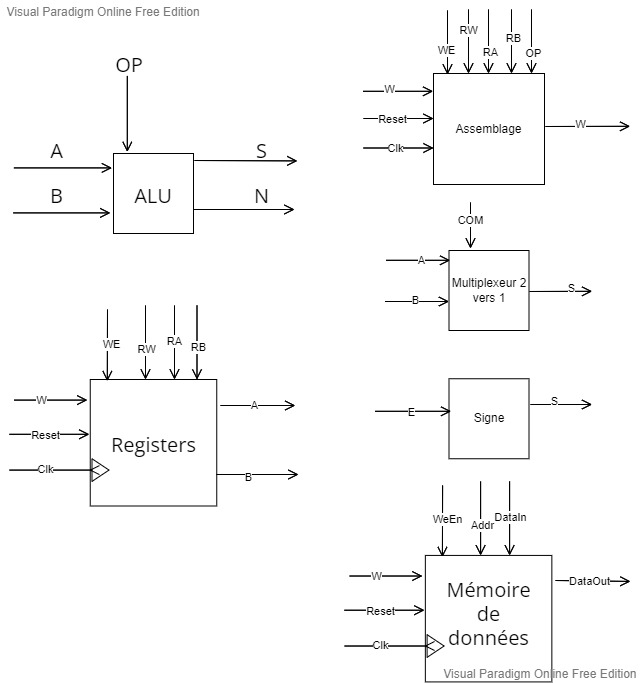 Visual Paradigm Online Free Edition
OP
A
B
ALU
S
N
WE
RW
RA
RB
OP
W
Reset
Clk
Assemblage
W
COM
A
B
Multiplexeur 2
vers 1
S
WE
RW
RA
RB
W
Reset
Clk
Registers
A
B
E
Signe
S
WeEn
Addr
DataIn
W
Reset
Clk
Mémoire
de
données
DataOut
Visual Paradigm Online Free Edition